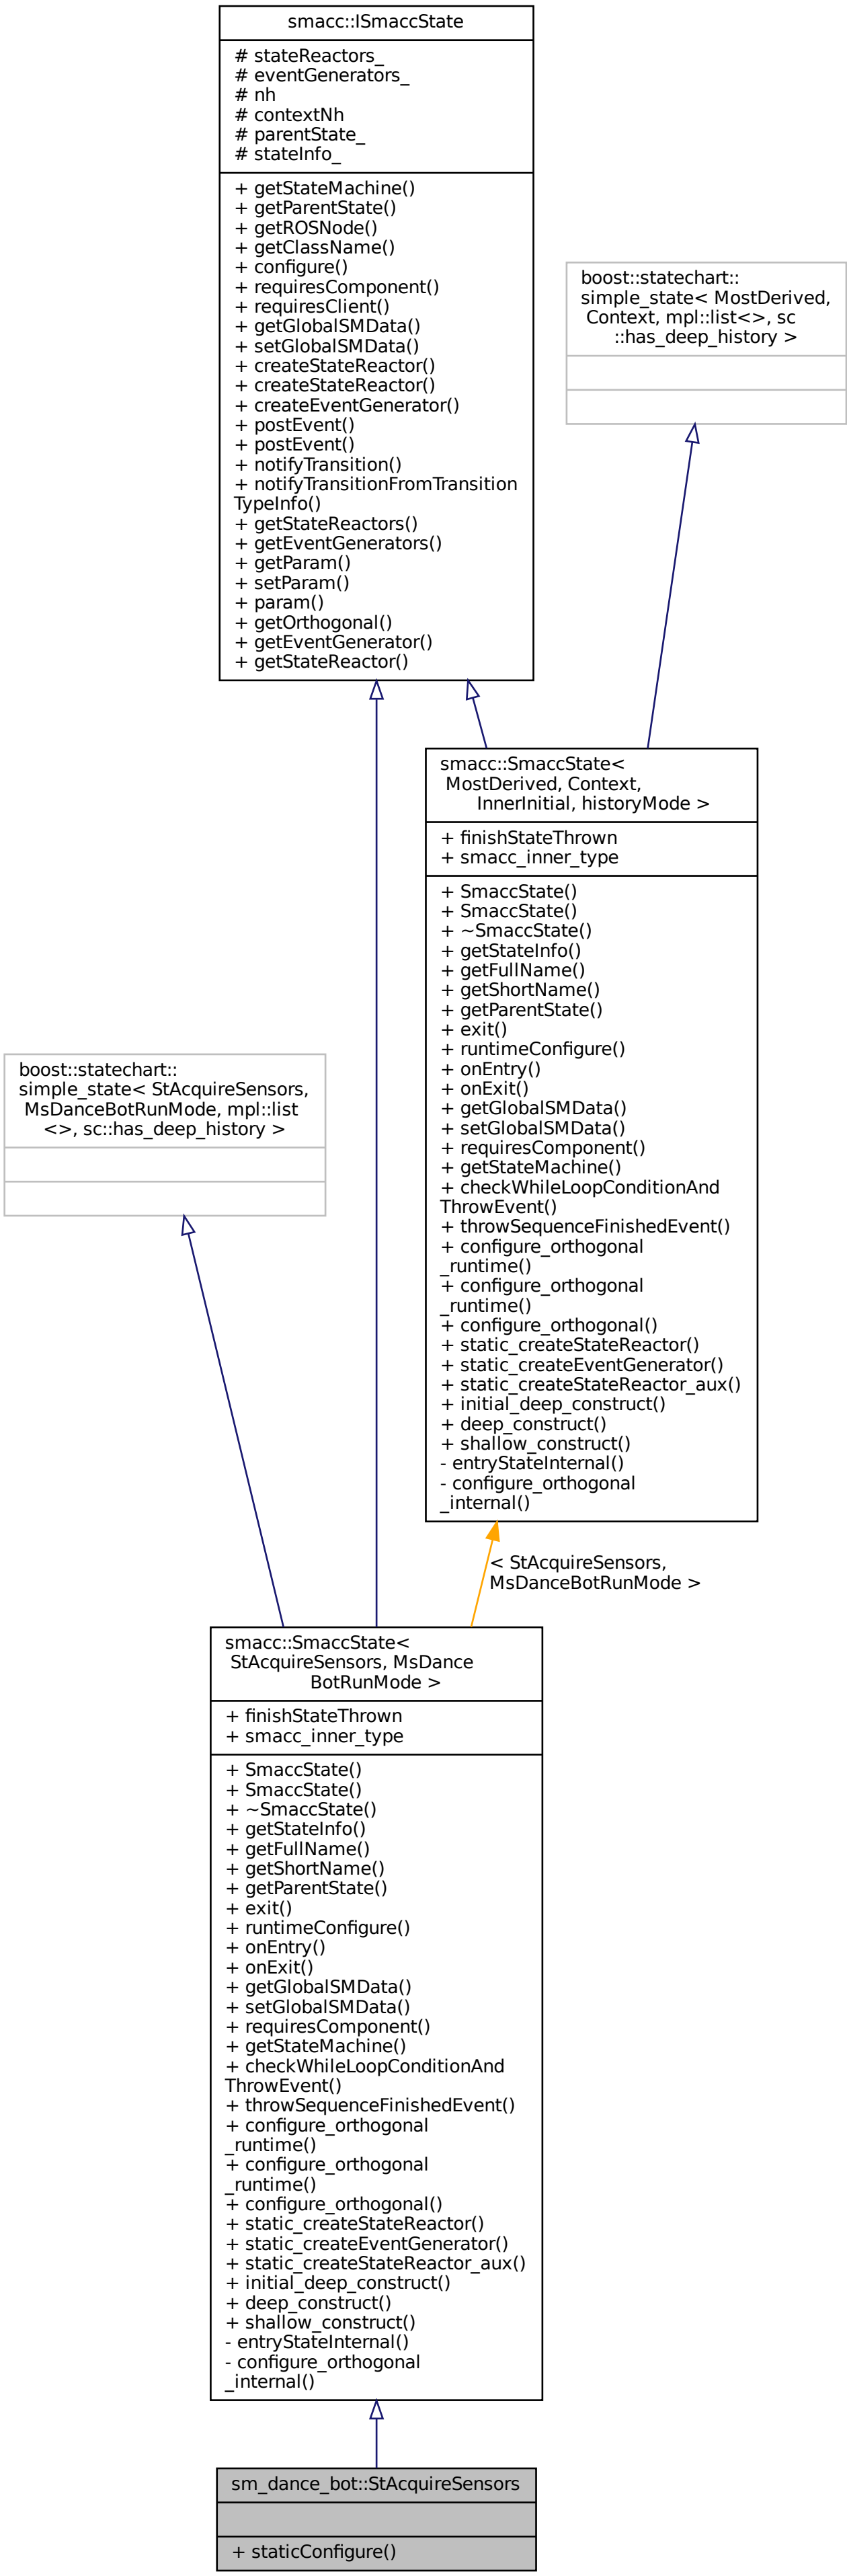 smacc::ISmaccState
# stateReactors_
# eventGenerators_
# nh
# contextNh
# parentState_
# stateInfo_
+ getStateMachine()
+ getParentState()
+ getROSNode()
+ getClassName()
+ configure()
+ requiresComponent()
+ requiresClient()
+ getGlobalSMData()
+ setGlobalSMData()
+ createStateReactor()
+ createStateReactor()
+ createEventGenerator()
+ postEvent()
+ postEvent()
+ notifyTransition()
+ notifyTransitionFromTransition
TypeInfo()
+ getStateReactors()
+ getEventGenerators()
+ getParam()
+ setParam()
+ param()
+ getOrthogonal()
+ getEventGenerator()
+ getStateReactor()
boost::statechart::
simple_state< MostDerived,
Context, mpl::list<>, sc
::has_deep_history >
smacc::SmaccState<
MostDerived, Context,
InnerInitial, historyMode >
+ finishStateThrown
+ smacc_inner_type
+ SmaccState()
+ SmaccState()
+ ~SmaccState()
+ getStateInfo()
+ getFullName()
+ getShortName()
+ getParentState()
+ exit()
+ runtimeConfigure()
+ onEntry()
+ onExit()
+ getGlobalSMData()
+ setGlobalSMData()
+ requiresComponent()
+ getStateMachine()
+ checkWhileLoopConditionAnd
ThrowEvent()
+ throwSequenceFinishedEvent()
+ configure_orthogonal
_runtime()
+ configure_orthogonal
_runtime()
+ configure_orthogonal()
+ static_createStateReactor()
+ static_createEventGenerator()
+ static_createStateReactor_aux()
+ initial_deep_construct()
+ deep_construct()
+ shallow_construct()
- entryStateInternal()
- configure_orthogonal
_internal()
boost::statechart::
simple_state< StAcquireSensors,
MsDanceBotRunMode, mpl::list
<>, sc::has_deep_history >
< StAcquireSensors,
MsDanceBotRunMode >
smacc::SmaccState<
StAcquireSensors, MsDance
BotRunMode >
+ finishStateThrown
+ smacc_inner_type
+ SmaccState()
+ SmaccState()
+ ~SmaccState()
+ getStateInfo()
+ getFullName()
+ getShortName()
+ getParentState()
+ exit()
+ runtimeConfigure()
+ onEntry()
+ onExit()
+ getGlobalSMData()
+ setGlobalSMData()
+ requiresComponent()
+ getStateMachine()
+ checkWhileLoopConditionAnd
ThrowEvent()
+ throwSequenceFinishedEvent()
+ configure_orthogonal
_runtime()
+ configure_orthogonal
_runtime()
+ configure_orthogonal()
+ static_createStateReactor()
+ static_createEventGenerator()
+ static_createStateReactor_aux()
+ initial_deep_construct()
+ deep_construct()
+ shallow_construct()
- entryStateInternal()
- configure_orthogonal
_internal()
sm_dance_bot::StAcquireSensors
+ staticConfigure()